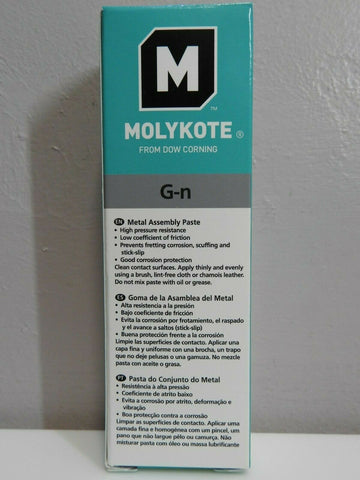 M
™
MOLYKOTE®
FROM DOW CORNING
G-n
EN Metal Assembly Paste
• High pressure resistance
• Low coefficient of friction
• Prevents fretting corrosion, scuffing and
stick-slip
• Good corrosion protection
Clean contact surfaces. Apply thinly and evenly
using a brush, lint-free cloth or chamois leather.
Do not mix paste with oil or grease.
ES Goma de la Asamblea del Metal
• Alta resistencia a la presión
• Bajo coeficiente de fricción
• Evita la corrosión por frotamiento, el raspado
y el avance a saltos (stick-slip)
• Buena protección frente a la corrosión
Limpie las superficies de contacto. Aplicar una
capa fina y uniforme con una brocha, un trapo
que no deje pelusas o una gamuza. No mezcle
pasta con aceite o grasa.
PT Pasta do Conjunto do Metal
• Resistência à alta pressão
• Coeficiente de atrito baixo
• Evita a corrosão por atrito, deformação e
vibração
• Boa protecção contra a corrosão
Limpar as superfícies de contacto. Aplicar uma
camada fina e homogénea com um pincel, um
pano que não largue pêlo ou camurça. Não
misturar pasta com óleo ou massa lubrificante